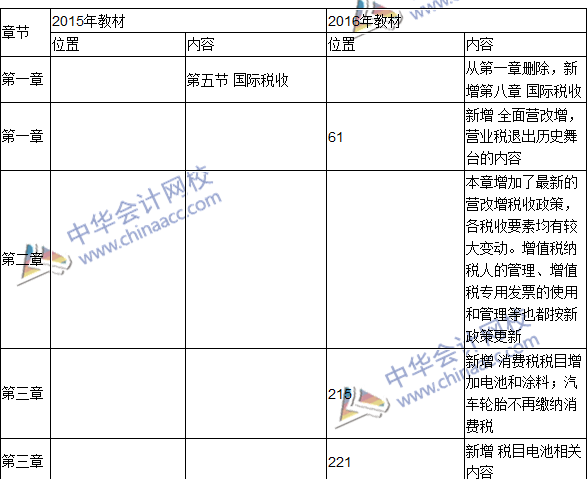 章节 2015年教材 2016年教材
位置 内容 位置 内容
第一章 第五节 国际税收 从第一章删除，新
增第八章 国际税收
第一章 61 新增 全面营改增，
营业税退出历史舞
台的内容
第二章 本章增加了最新的
营改增税收政策，
各税收要素均有较
大变动。增值税纳
税人的管理、增值
税专用发票的使用
和管理等也都按新
政策更新
第三章 215 新增 消费税税目增
加电池和涂料；汽
车轮胎不再缴纳消
费税
第三章 221 新增 税目电池相关
内容
中华会计网校
www.chinaacc.com
中华会计网校
www.chinaacc.com